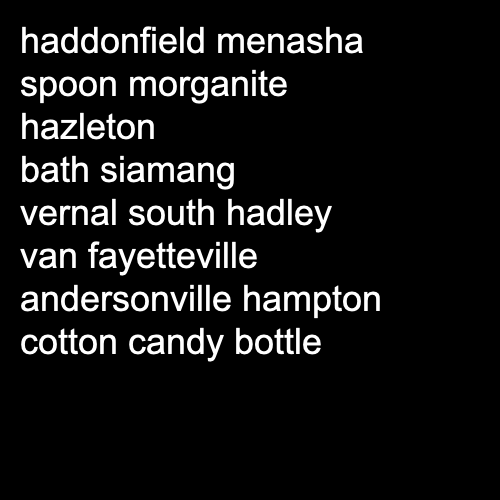 haddonfield menasha
spoon morganite
hazleton
bath siamang
vernal south hadley
van fayetteville
andersonville hampton
cotton candy bottle